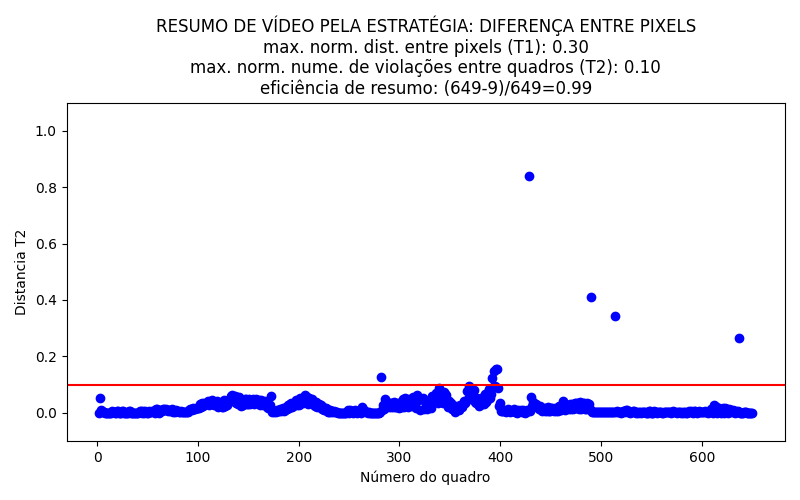 RESUMO DE VÍDEO PELA ESTRATÉGIA: DIFERENÇA ENTRE PIXELS
max. norm. dist. entre pixels (T1): 0.30
max. norm. nume. de violações entre quadros (T2): 0.10
eficiência de resumo: (649-9)/649=0.99
1.0
0.8
0.6
0.4
0.2
0.0
Distancia T2
0 100 200 300 400 500 600
Número do quadro